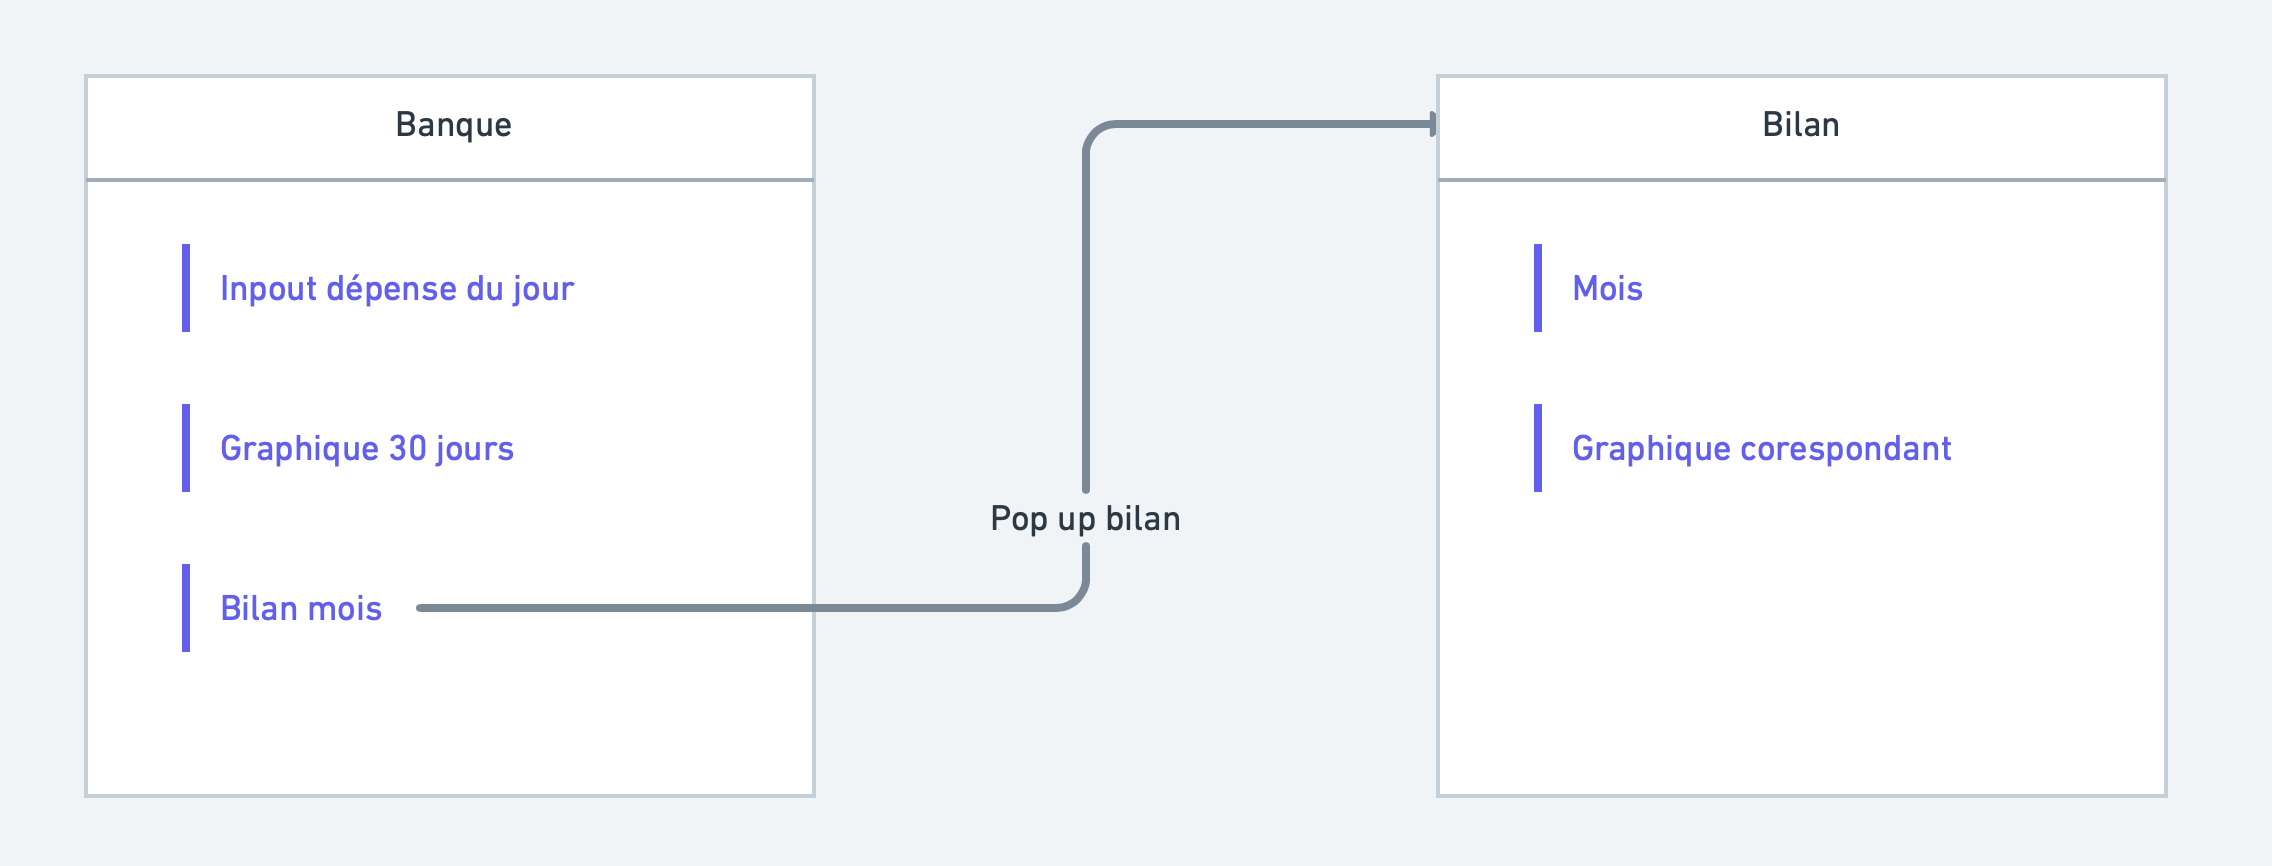 Banque
Inpout dépense du jour
Graphique 30 jours
Bilan mois
Pop up bilan
Bilan
Mois
Graphique corespondant